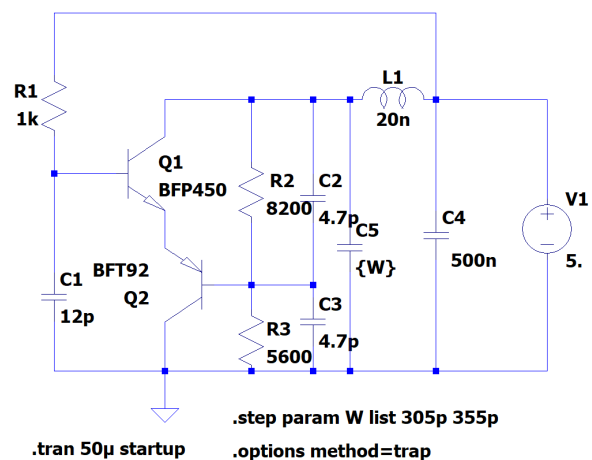 L1
20n
R1
1k
Q1
BFP450
R2
8200
C2
4.7p
C5
{W}
C4
500n
V1
5.
BFT92
Q2
C1
12p
R3
5600
C3
4.7p
.step param W list 305p 355p
.tran 50µ startup
.options method=trap